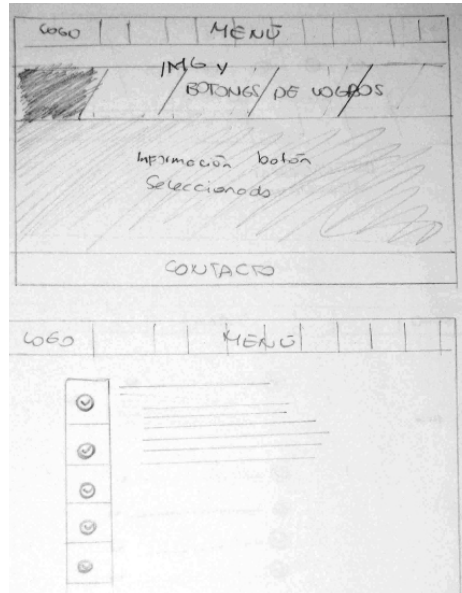 LOGO MENÚ
IMG Y
BOTONES DE LOGROS
Información botón
Seleccionado
CONTACTO
LOGO MENÚ